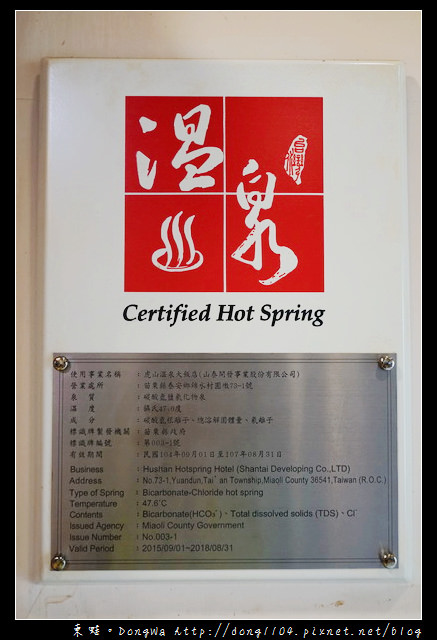 溫泉
台灣
Certified Hot Spring
使用事業名稱 :虎山溫泉大飯店(山泰開發事業股份有限公司)
營業處所 :苗栗縣泰安鄉錦水村圓墩73-1號
泉 質 :碳酸氫鹽氯化物泉
溫 度 :攝氏47.6度
成 分 :碳酸氫根離子、總溶解固體量、氯離子
標識牌製發機關 :苗栗縣政府
標識牌編號 :第003-1號
有效期間 :民國104年09月01日至107年08月31日
Business : Hushan Hotspring Hotel (Shantai Developing Co.,LTD)
Address : No.73-1,Yuandun,Tai'an Township,Miaoli County 36541,Taiwan (R.O.C.)
Type of Spring : Bicarbonate-Chloride hot spring
Temperature : 47.6℃
Contents : Bicarbonate(HCO₃⁻)、Total dissolved solids (TDS)、Cl⁻
Issued Agency : Miaoli County Government
Issue Number : No.003-1
Valid Period : 2015/09/01~2018/08/31
東蛙。DongWa http://dong1104.pixnet.net/blog